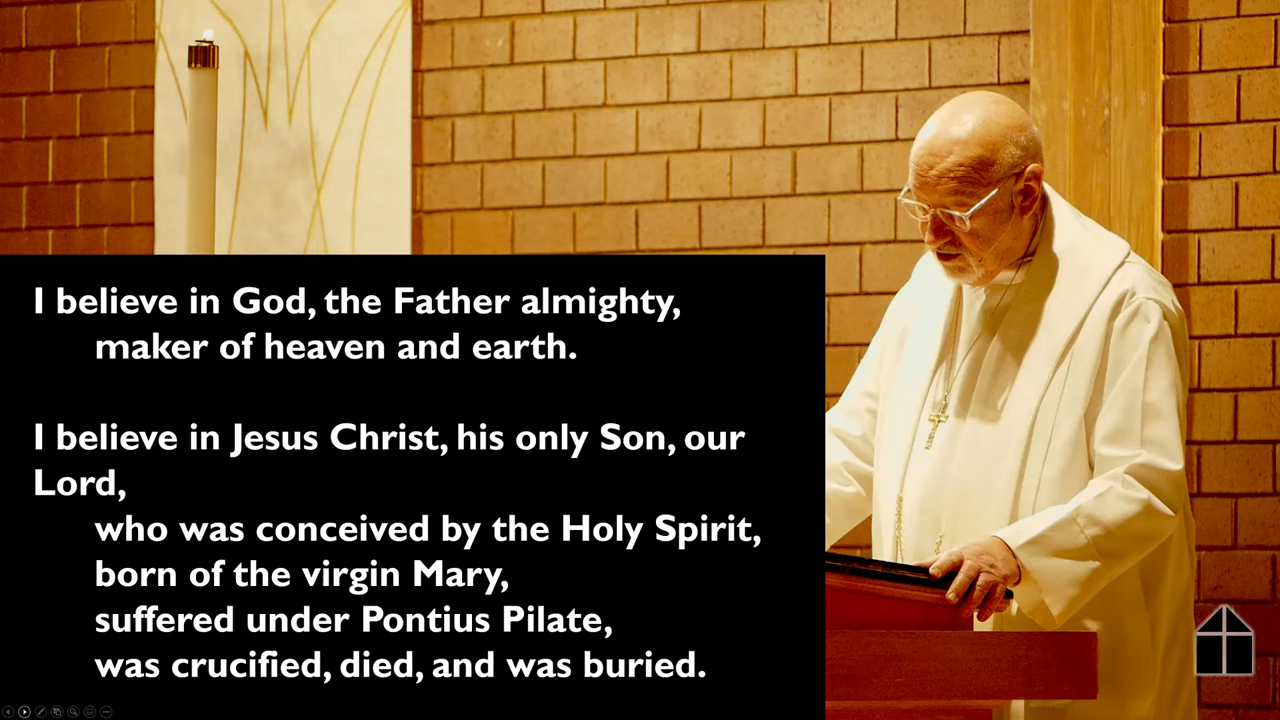 I believe in God, the Father almighty,
maker of heaven and earth.
I believe in Jesus Christ, his only Son, our
Lord,
who was conceived by the Holy Spirit,
born of the virgin Mary,
suffered under Pontius Pilate,
was crucified, died, and was buried.